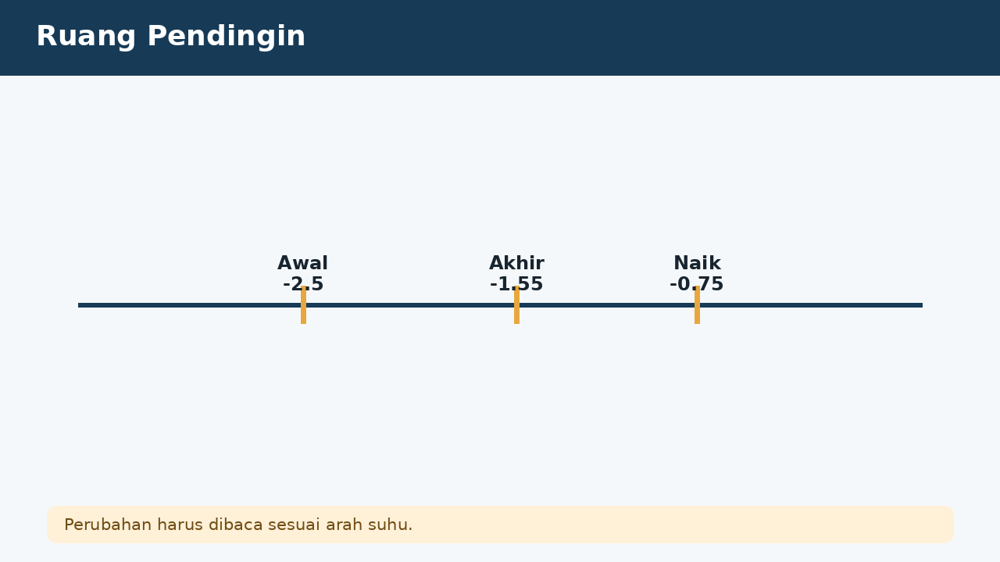 Ruang Pendingin
Awal
-2.5
Akhir
-1.55
Naik
-0.75
Perubahan harus dibaca sesuai arah suhu.